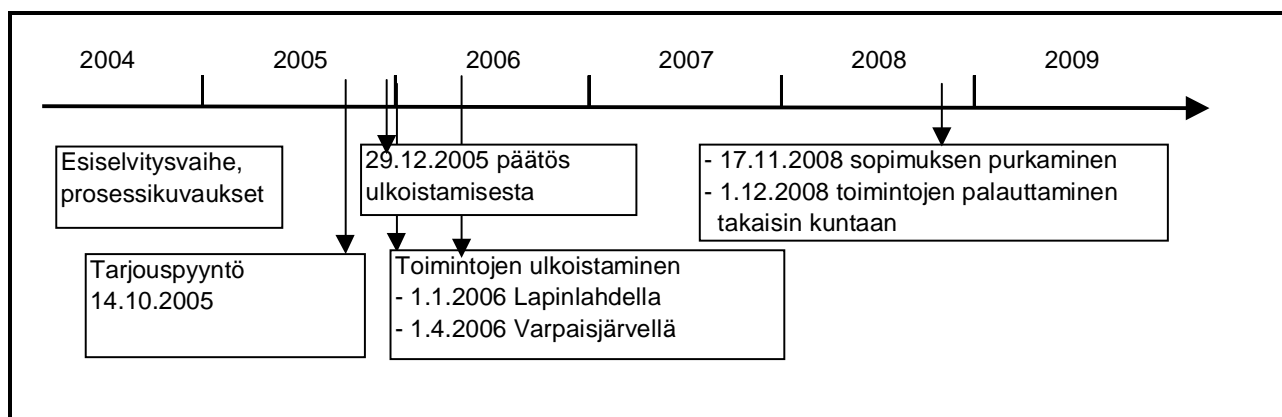 2004 2005 2006 2007 2008 2009
Esiselvitysvaihe,
prosessikuvaukset
29.12.2005 päätös
ulkoistamisesta
- 17.11.2008 sopimuksen purkaminen
- 1.12.2008 toimintojen palauttaminen
takaisin kuntaan
Tarjouspyyntö
14.10.2005
Toimintojen ulkoistaminen
- 1.1.2006 Lapinlahdella
- 1.4.2006 Varpaisjärvellä